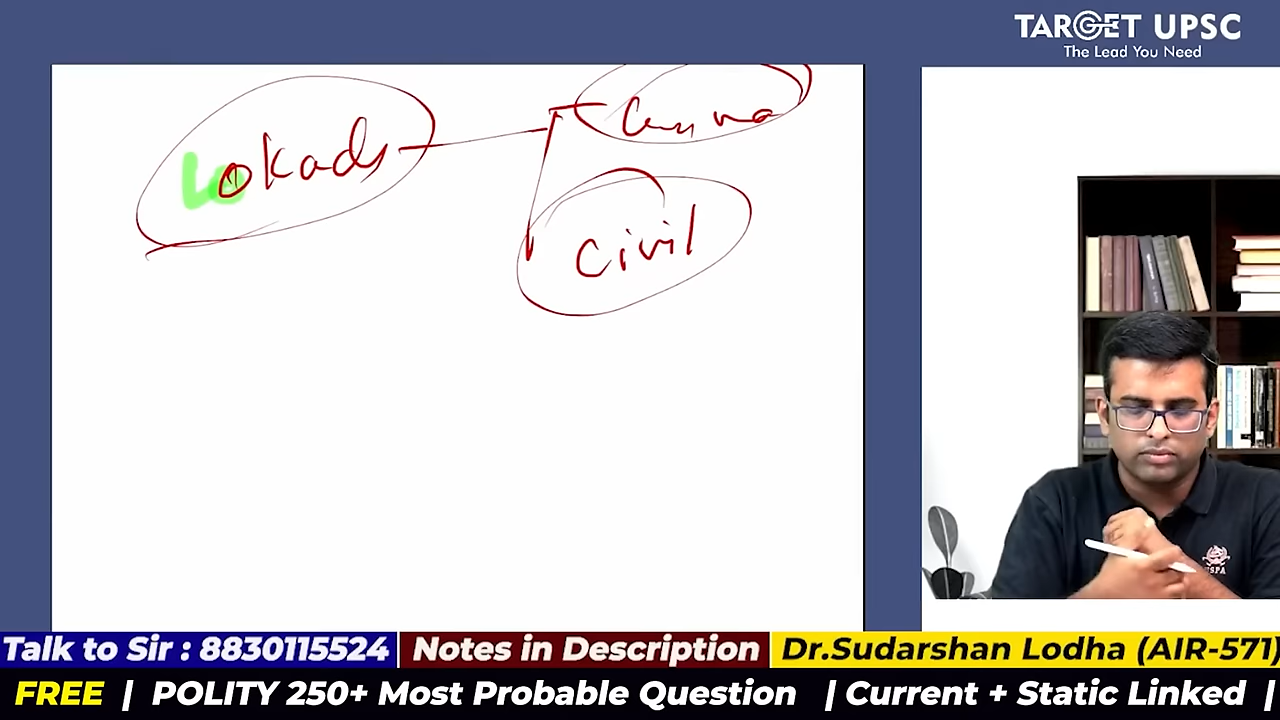 TARGET UPSC
The Lead You Need
LoKads
Civil
Talk to Sir : 8830115524 Notes in Description Dr.Sudarshan Lodha (AIR-571)
FREE | POLITY 250+ Most Probable Question | Current + Static Linked |